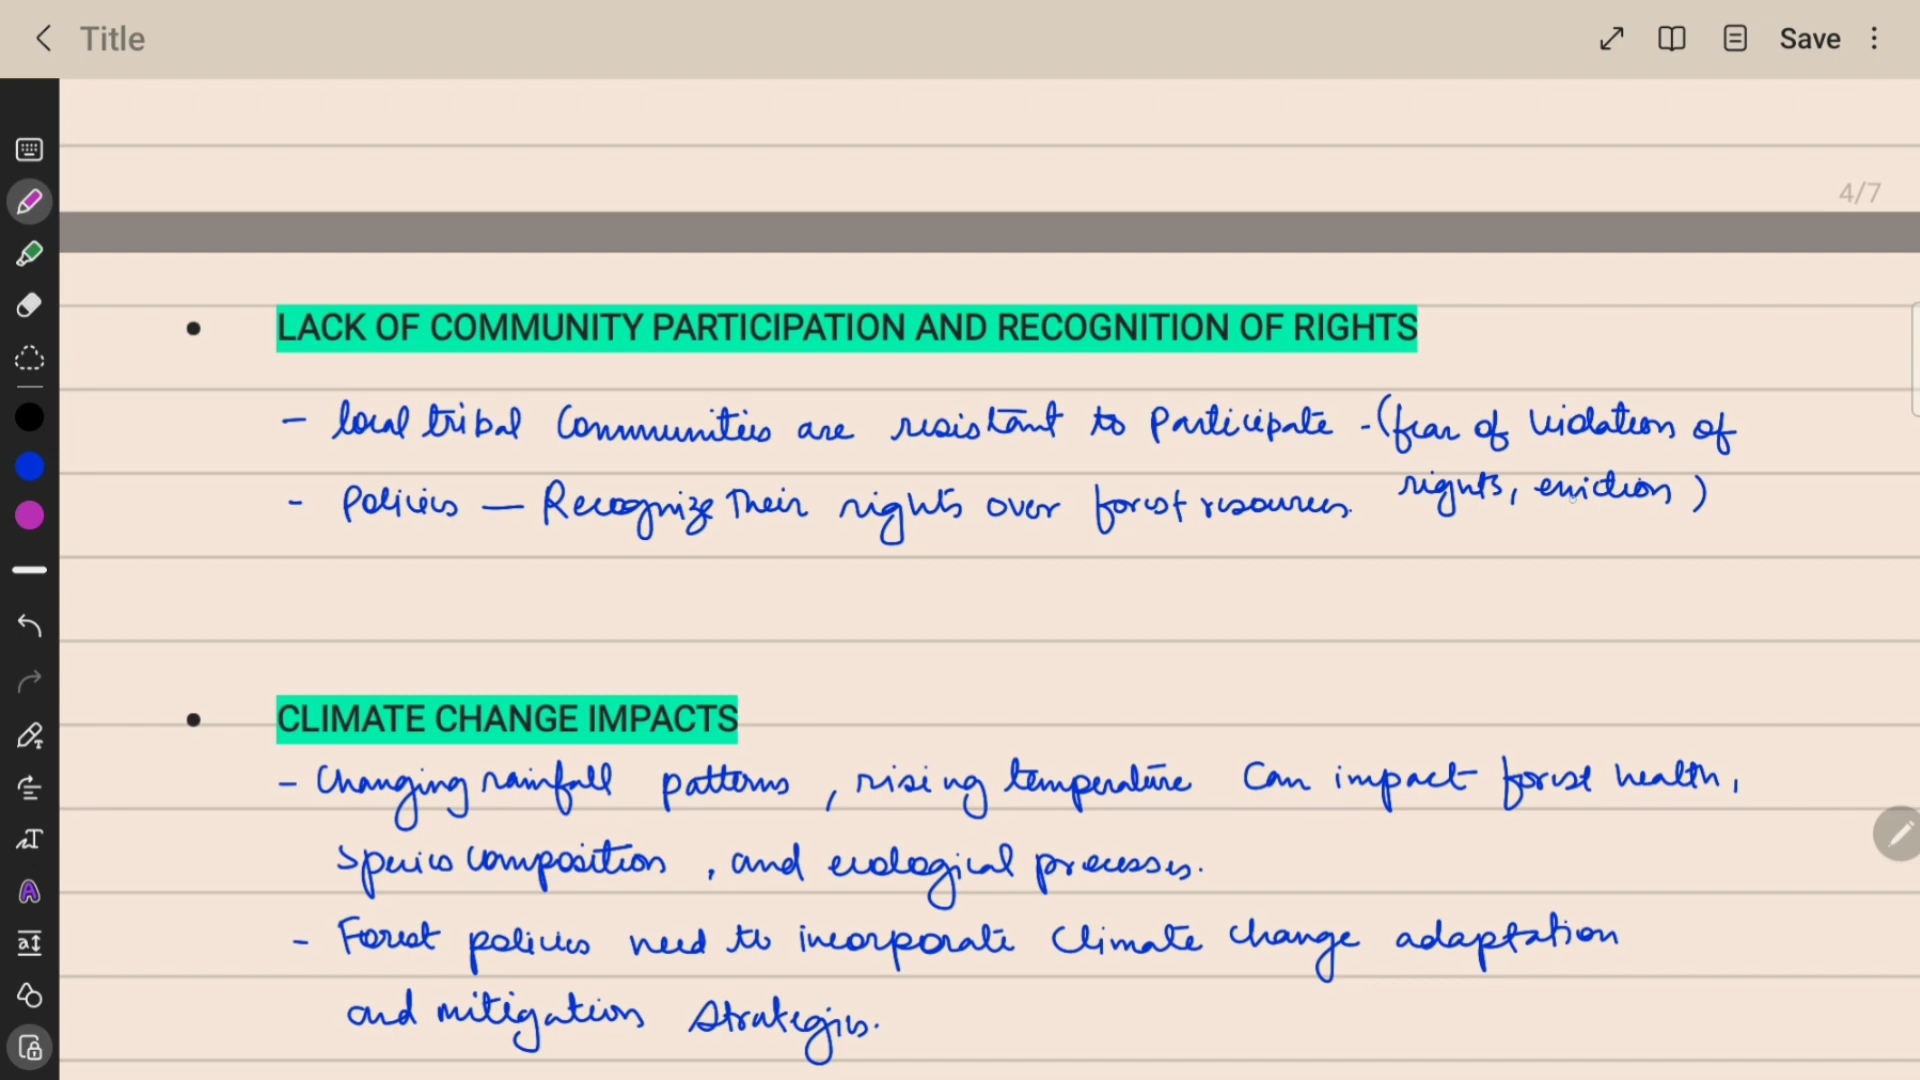 Title
Save
4/7
• LACK OF COMMUNITY PARTICIPATION AND RECOGNITION OF RIGHTS
- local tribal Communities are resistant to Participate - (fear of violation of
rights, eviction)
- Policies — Recognize Their rights over forest resources.
• CLIMATE CHANGE IMPACTS
- Changing rainfall patterns, rising temperature Can impact forest health,
species composition, and ecological processes.
- Forest policies need to incorporate Climate change adaptation
and mitigation strategies.